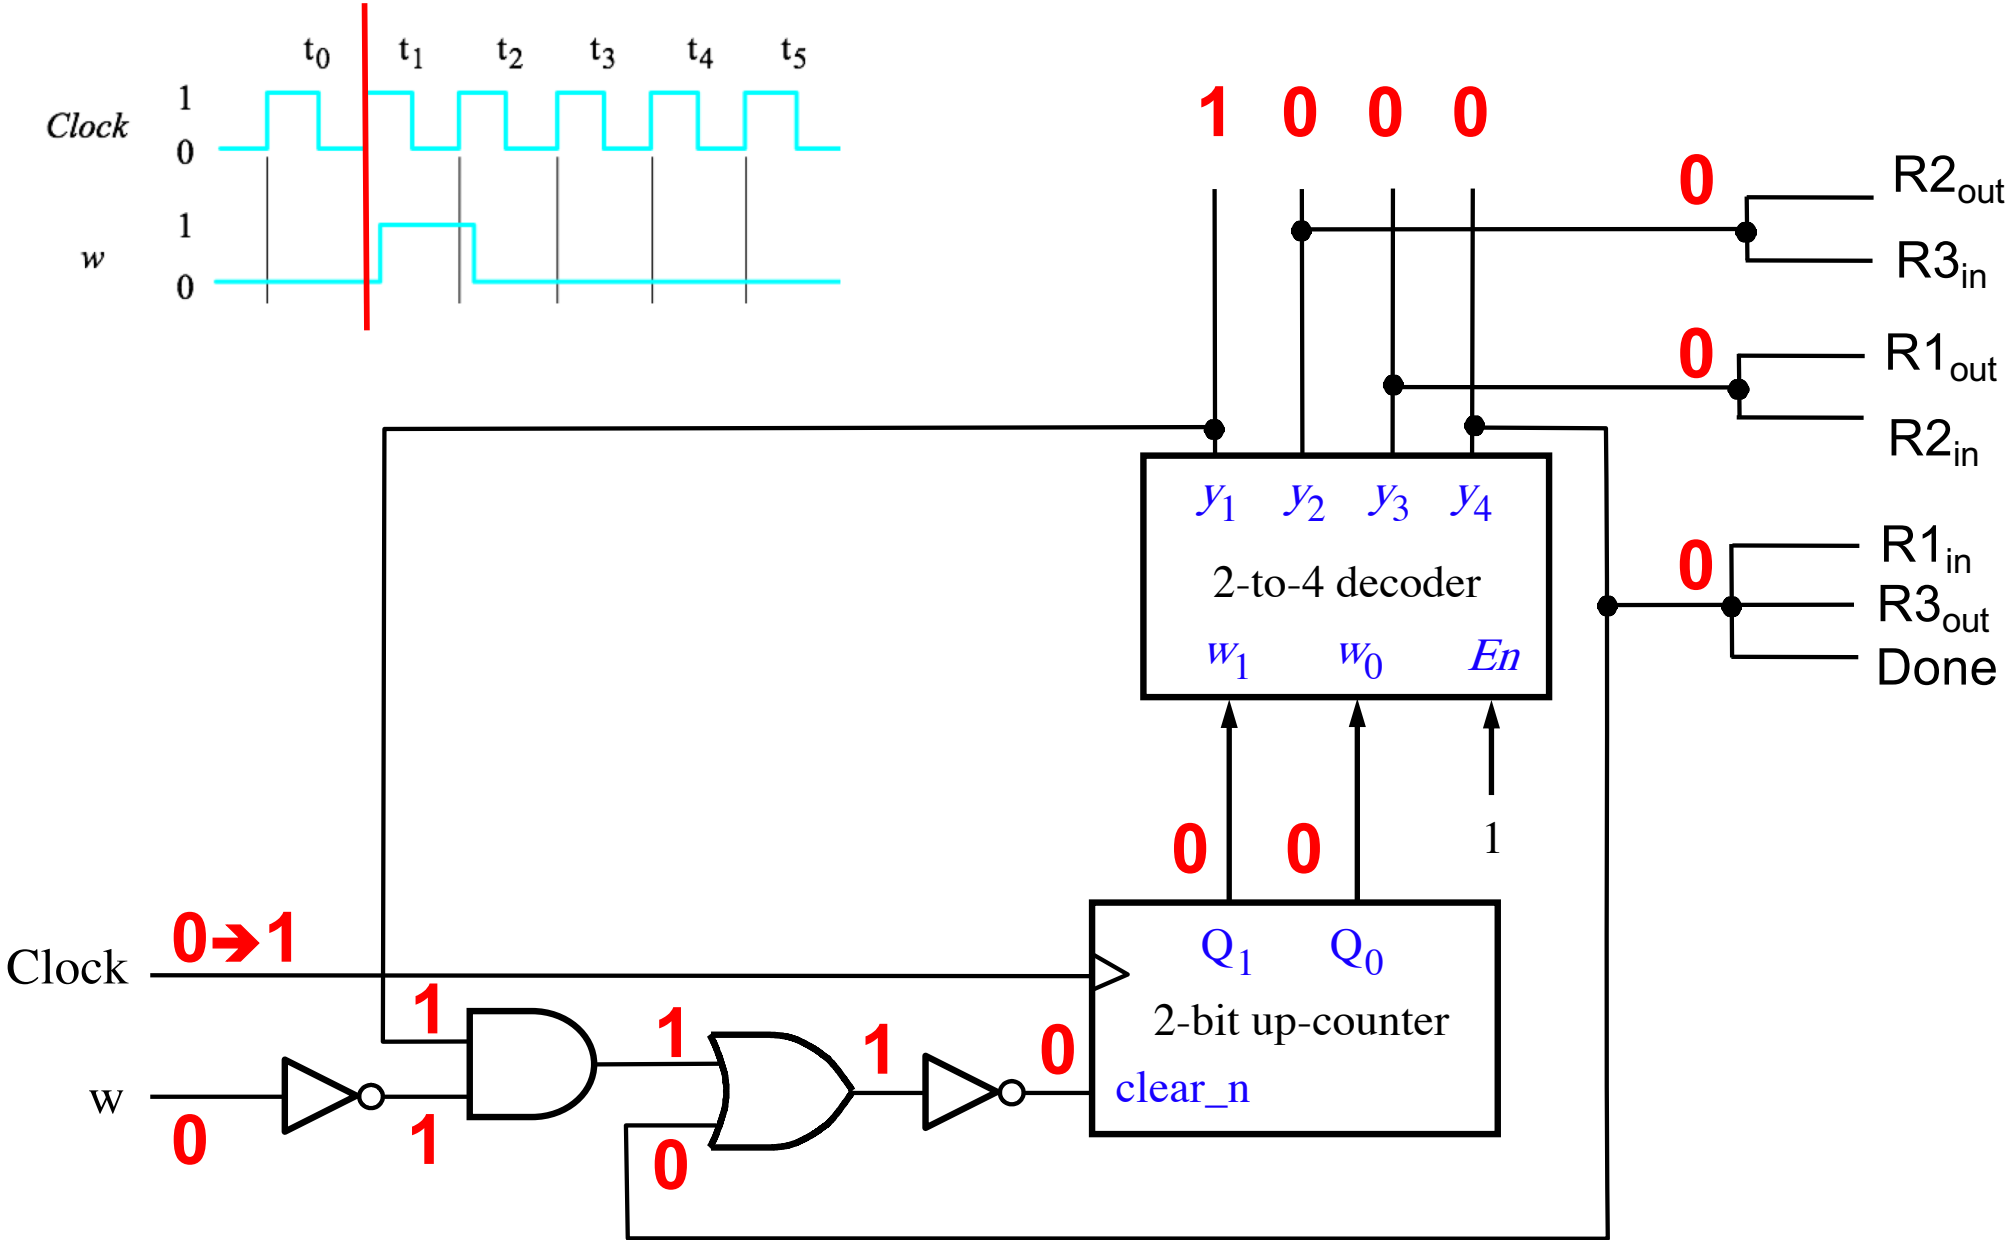 t0 t1 t2 t3 t4 t5
1
Clock
0
1
w
0
1 0 0 0
0
R2out
R3in
0
R1out
R2in
y1 y2 y3 y4
2-to-4 decoder
w1 w0 En
0
R1in
R3out
Done
0 0 1
0➔1
Clock
Q1 Q0
2-bit up-counter
clear_n
1 1 1 0
w
0 1 0